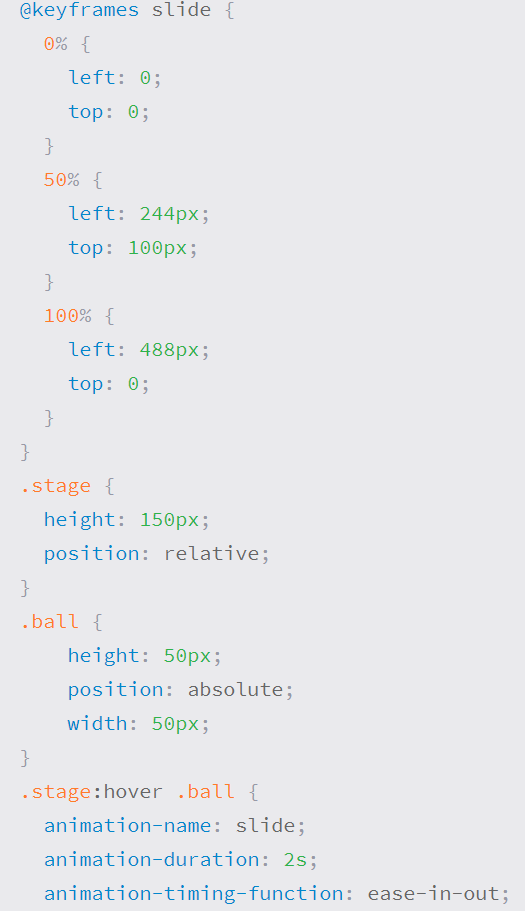 @keyframes slide {
  0% {
    left: 0;
    top: 0;
  }
  50% {
    left: 244px;
    top: 100px;
  }
  100% {
    left: 488px;
    top: 0;
  }
}
.stage {
  height: 150px;
  position: relative;
}
.ball {
    height: 50px;
    position: absolute;
    width: 50px;
}
.stage:hover .ball {
  animation-name: slide;
  animation-duration: 2s;
  animation-timing-function: ease-in-out;